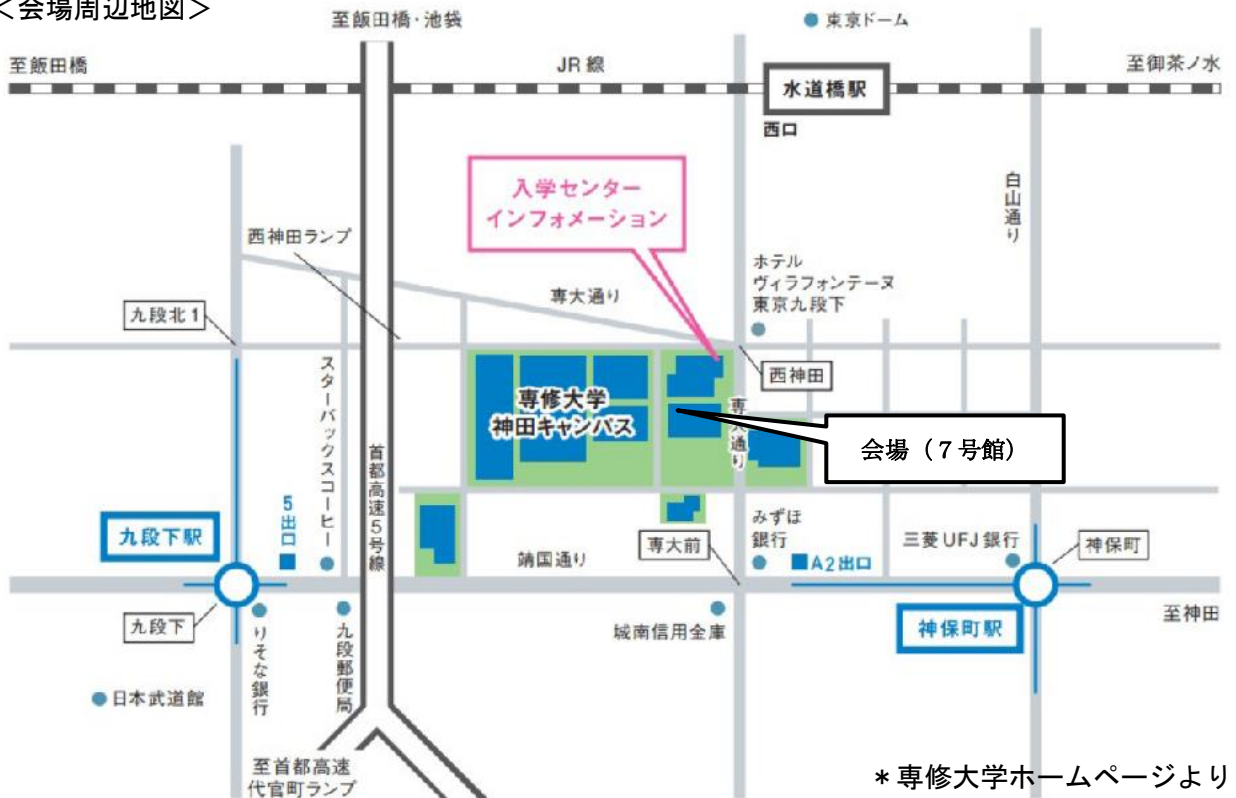 ＜会場周辺地図＞
至飯田橋・池袋
東京ドーム
至飯田橋
JR線
水道橋駅
至御茶ノ水
西口
入学センター
インフォメーション
白山通り
西神田ランプ
専大通り
ホテル
ヴィラフォンテーヌ
東京九段下
九段北1
西神田
スターバックスコーヒー
首都高速5号線
専修大学
神田キャンパス
専大通り
会場（７号館）
5出口
九段下駅
靖国通り
専大前
みずほ
銀行
A2出口
三菱UFJ銀行
神保町
九段下
りそな銀行
九段郵便局
城南信用金庫
神保町駅
至神田
日本武道館
至首都高速
代官町ランプ
＊専修大学ホームページより